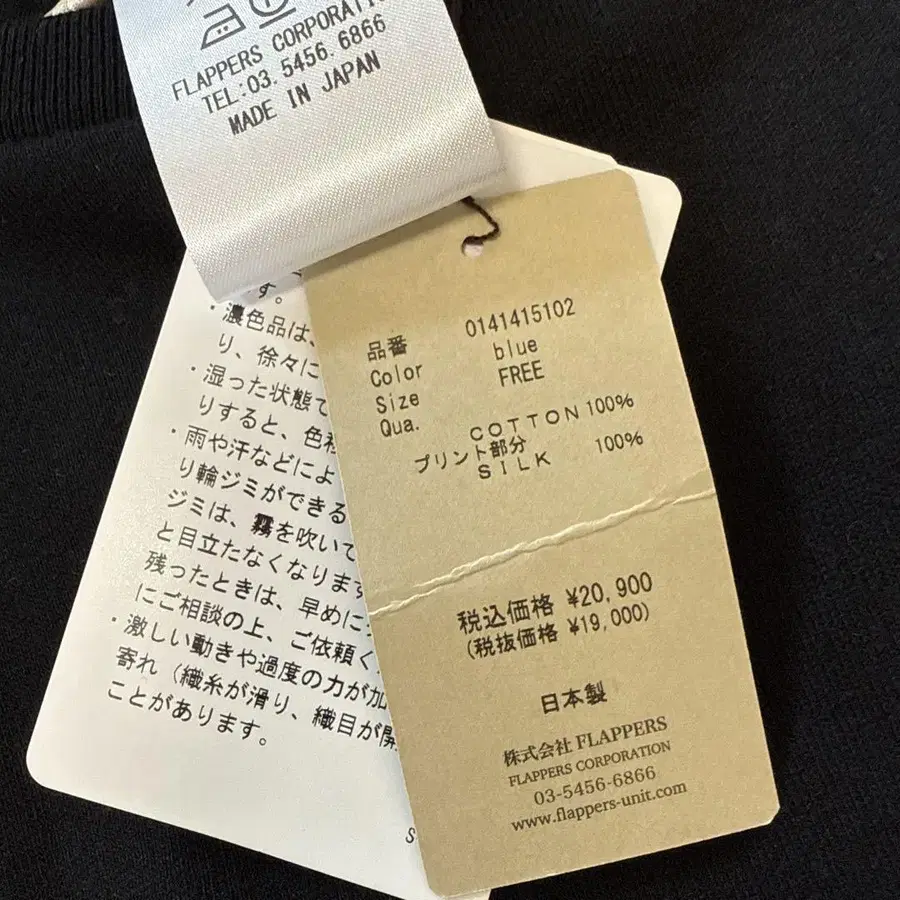 FLAPPERS CORPORATION
TEL:03.5456.6866
MADE IN JAPAN
す。
・濃色品は、
り、徐々に
・湿った状態で
りすると、色移
・雨や汗などによ
り輪ジミができる
ジミは、霧を吹いて
と目立たなくなります
残ったときは、早めに
にご相談の上、ご依頼く
・激しい動きや過度の力が加
寄れ（織糸が滑り、織目が開
ことがあります。
S
品番 0141415102
Color blue
Size FREE
Qua. COTTON 100%
プリント部分
SILK 100%
税込価格 ¥20,900
(税抜価格 ¥19,000)
日本製
株式会社 FLAPPERS
FLAPPERS CORPORATION
03-5456-6866
www.flappers-unit.com